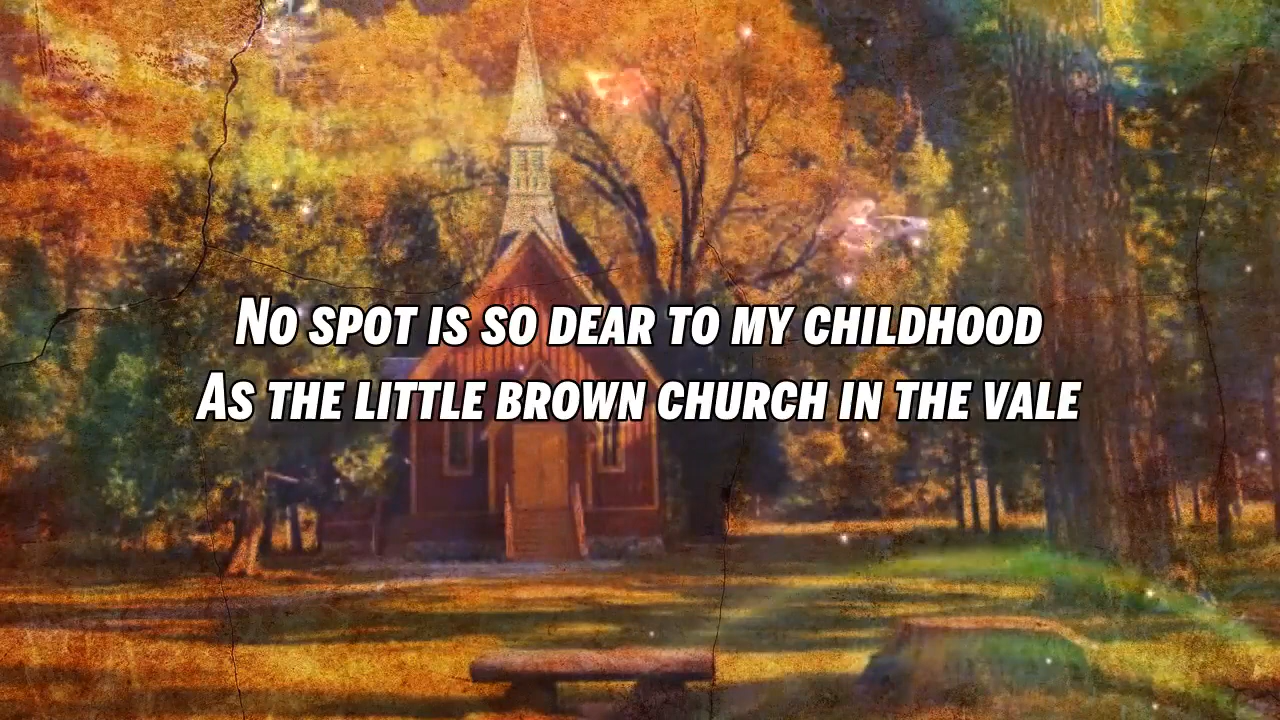 No spot is so dear to my childhood
As the little brown church in the vale